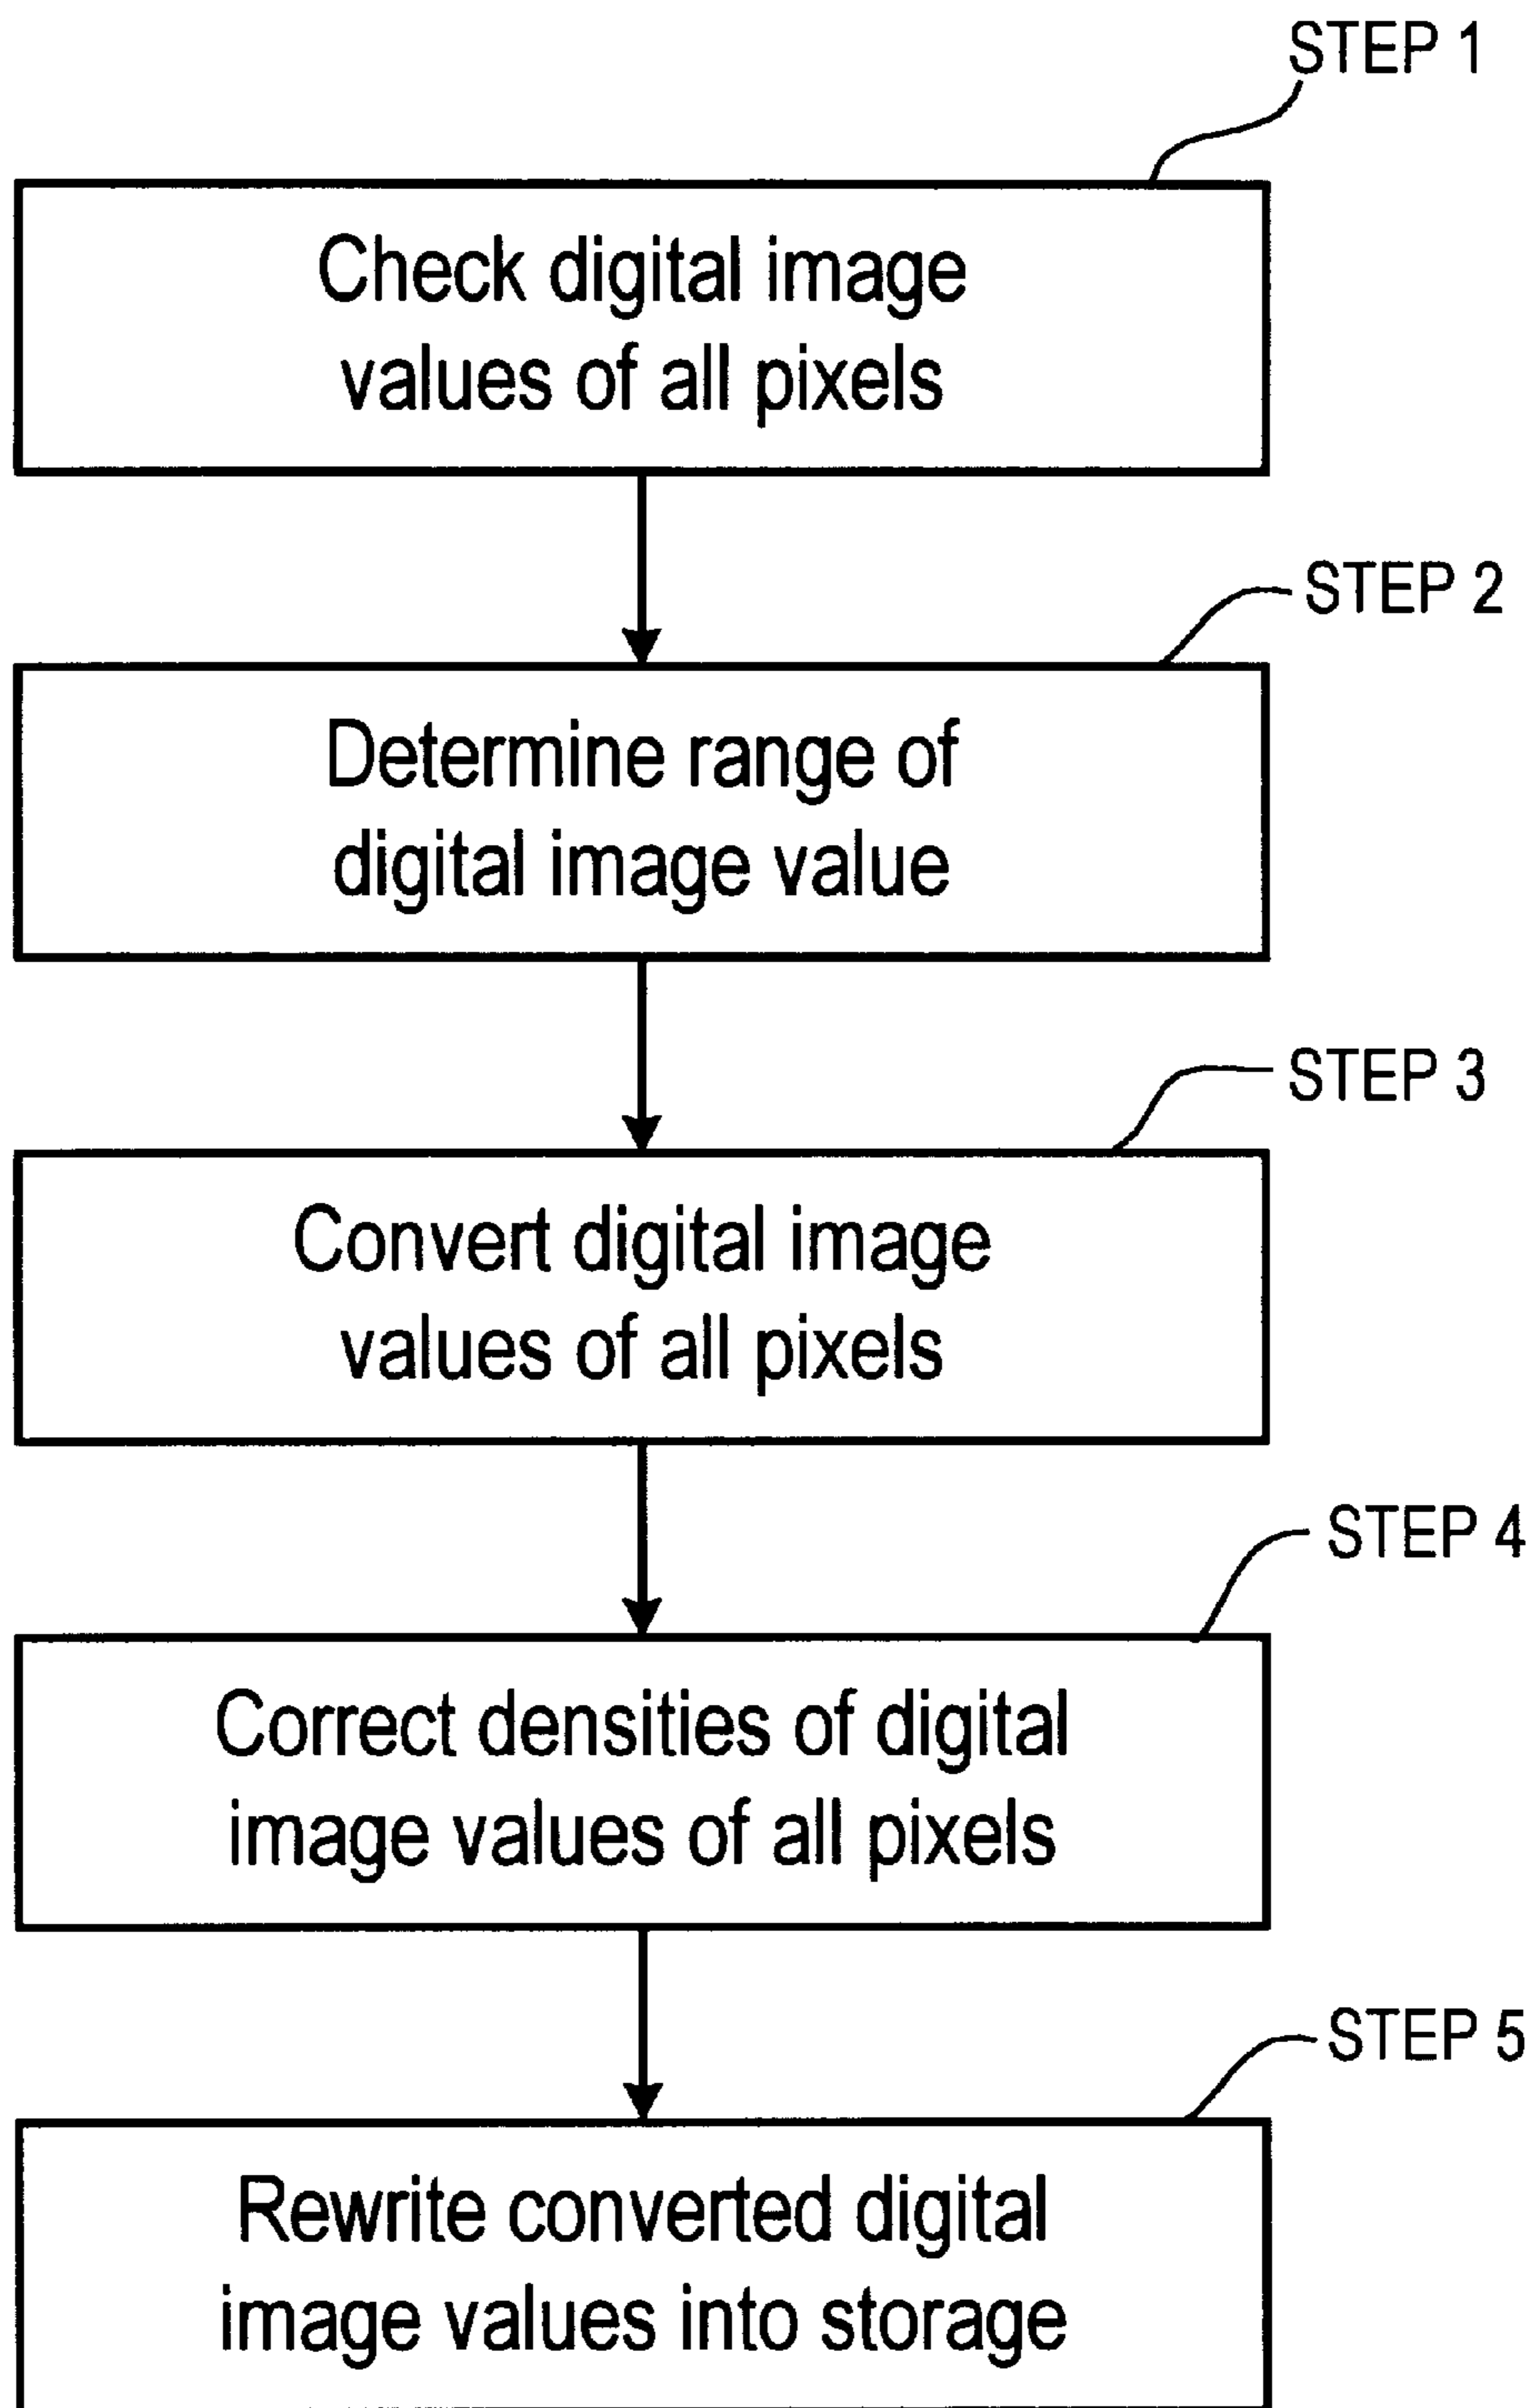 STEP 1
Check digital image
values of all pixels
STEP 2
Determine range of
digital image value
STEP 3
Convert digital image
values of all pixels
STEP 4
Correct densities of digital
image values of all pixels
STEP 5
Rewrite converted digital
image values into storage